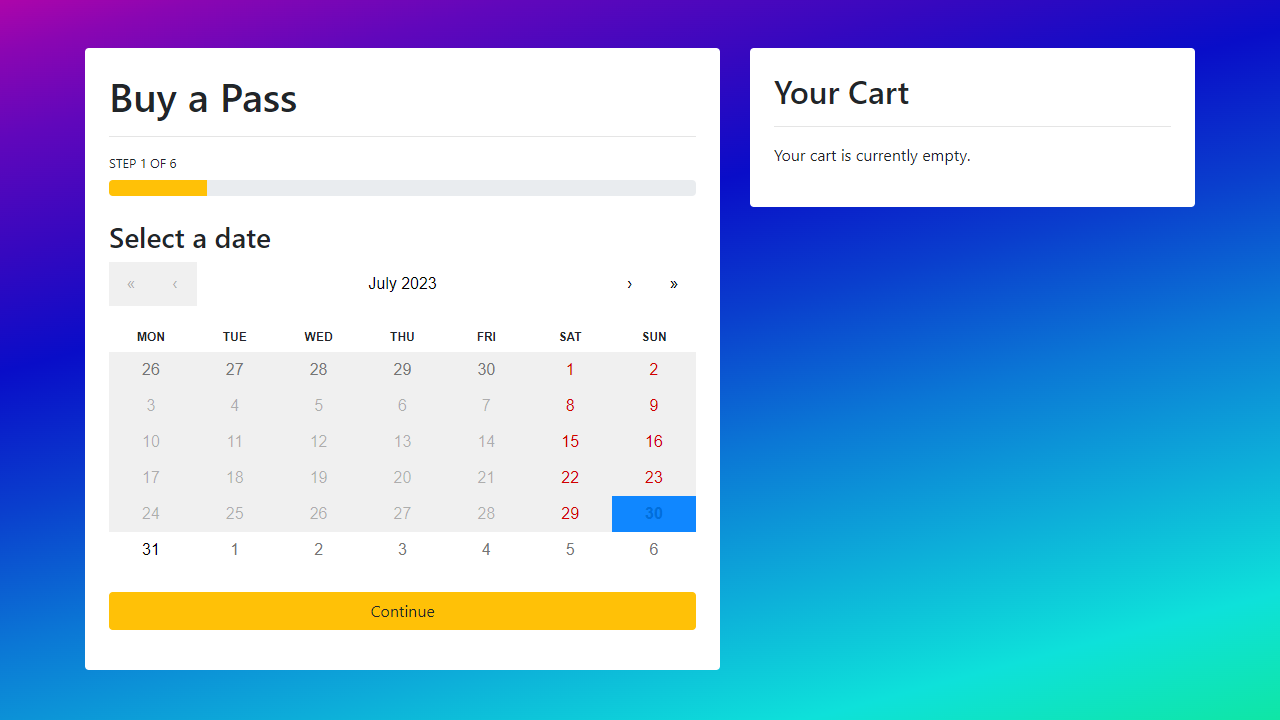 Buy a Pass
STEP 1 OF 6
Select a date
« ‹ July 2023 › »
MON TUE WED THU FRI SAT SUN
26 27 28 29 30 1 2
3 4 5 6 7 8 9
10 11 12 13 14 15 16
17 18 19 20 21 22 23
24 25 26 27 28 29 30
31 1 2 3 4 5 6
Continue
Your Cart
Your cart is currently empty.